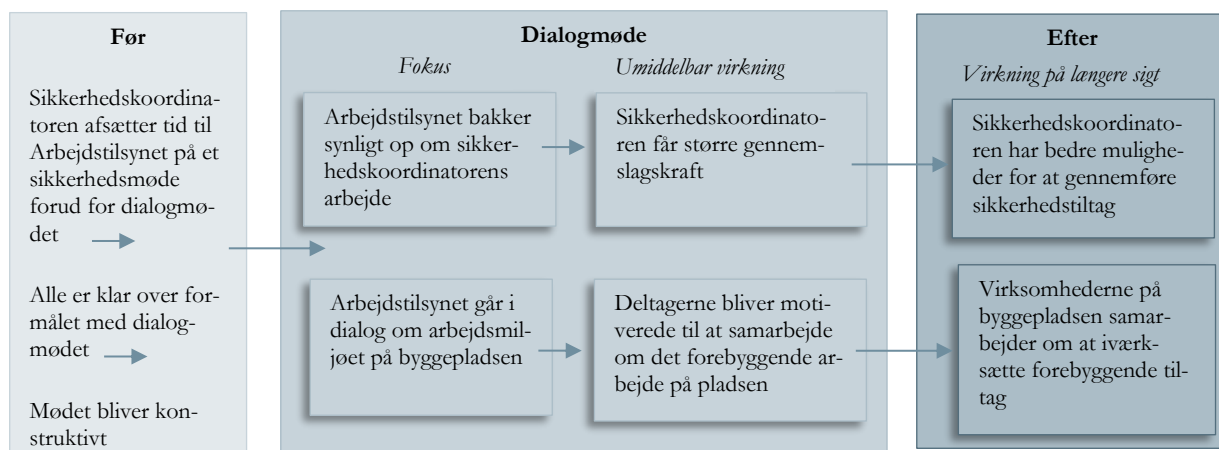 Før
Sikkerhedskoordina-
toren afsætter tid til
Arbejdstilsynet på et
sikkerhedsmøde
forud for dialogmø-
det
Alle er klar over for-
målet med dialog-
mødet
Mødet bliver kon-
struktivt
Dialogmøde
Fokus
Umiddelbar virkning
Arbejdstilsynet bakker
synligt op om sikker-
hedskoordinatorens
arbejde
Sikkerhedskoordinato-
ren får større gennem-
slagskraft
Arbejdstilsynet går i
dialog om arbejdsmil-
jøet på byggepladsen
Deltagerne bliver moti-
verede til at samarbejde
om det forebyggende ar-
bejde på pladsen
Efter
Virkning på længere sigt
Sikkerhedskoordinato-
ren har bedre mulighe-
der for at gennemføre
sikkerhedstiltag
Virksomhederne på
byggepladsen samar-
bejder om at iværk-
sætte forebyggende til-
tag